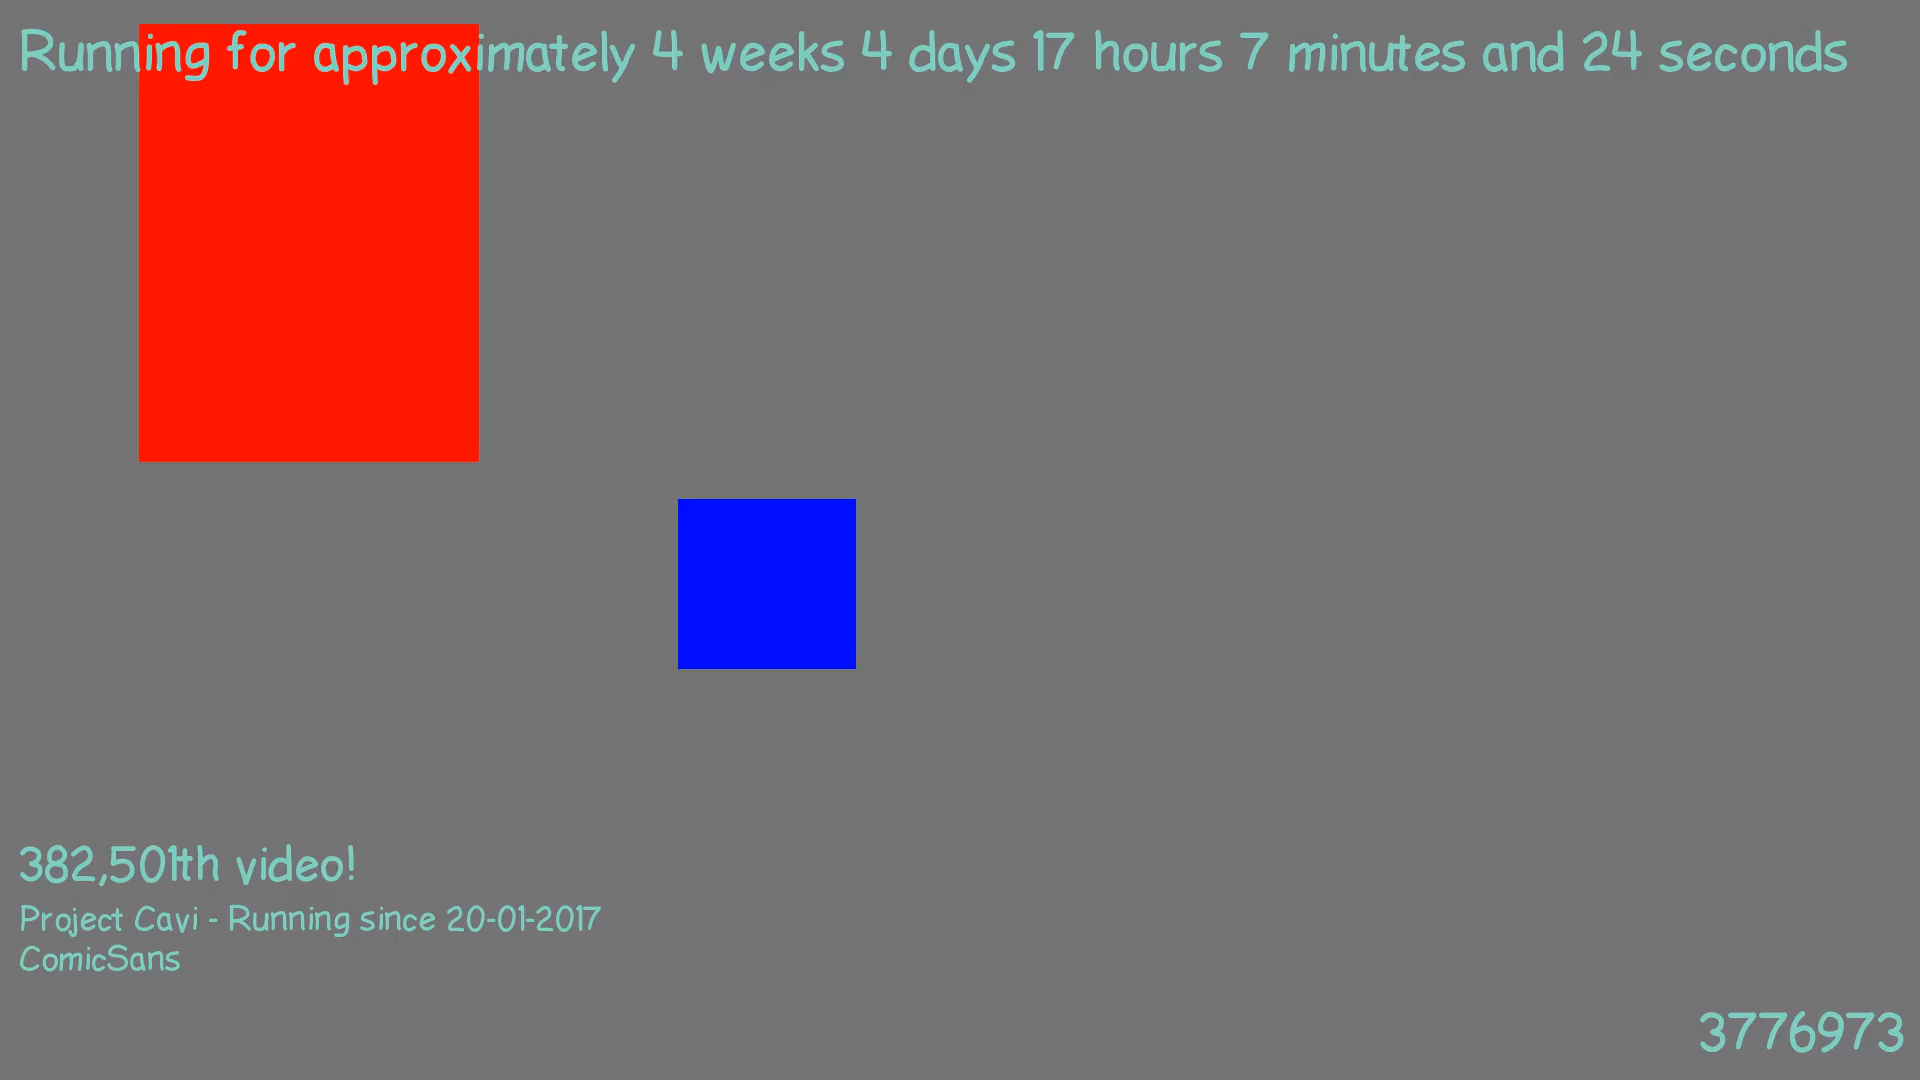 Running for approximately 4 weeks 4 days 17 hours 7 minutes and 24 seconds
382,501th video!
Project Cavi - Running since 20-01-2017
ComicSans
3776973